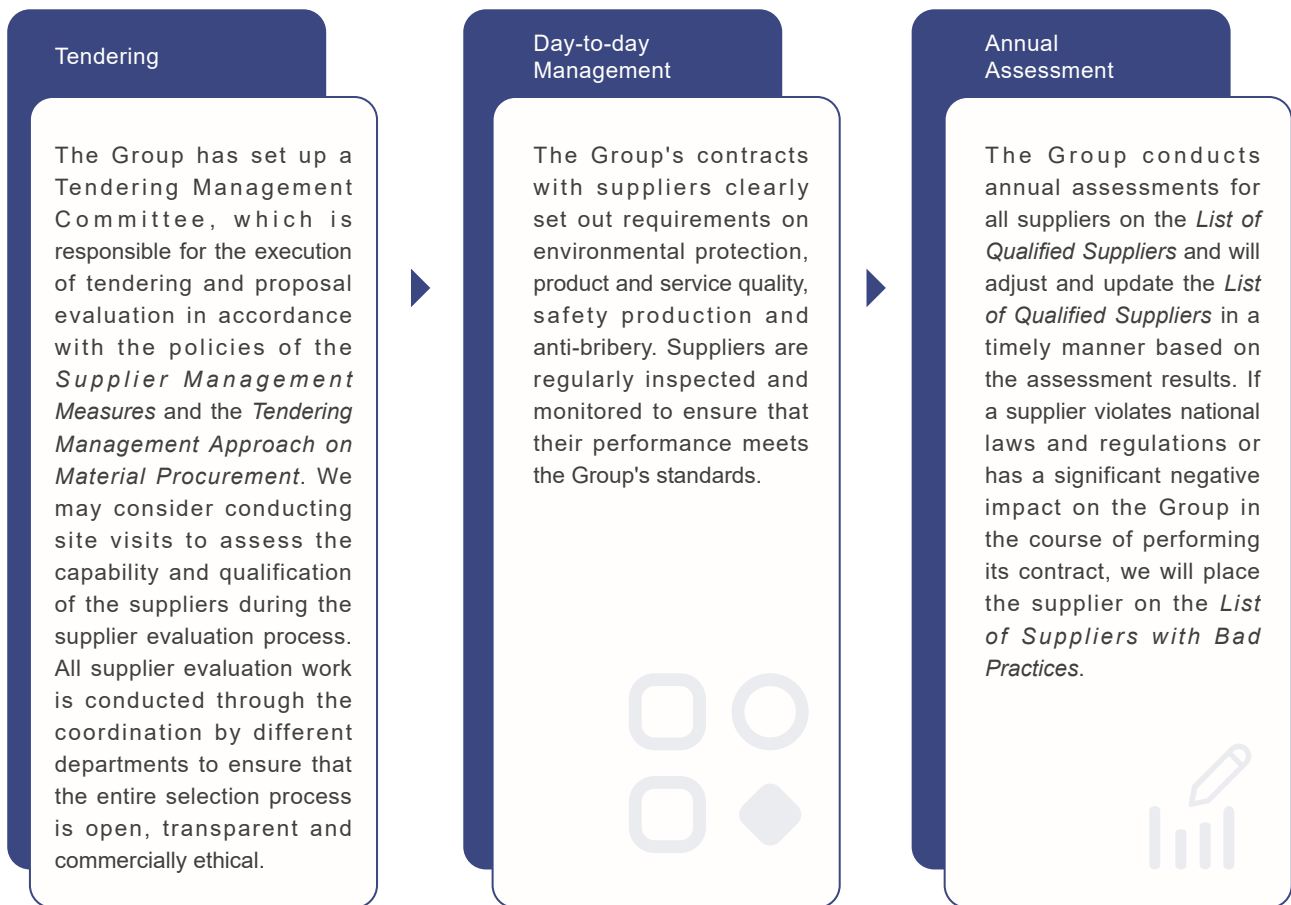 Tendering
The Group has set up a
Tendering Management
Committee, which is
responsible for the execution
of tendering and proposal
evaluation in accordance
with the policies of the
Supplier Management
Measures and the Tendering
Management Approach on
Material Procurement. We
may consider conducting
site visits to assess the
capability and qualification
of the suppliers during the
supplier evaluation process.
All supplier evaluation work
is conducted through the
coordination by different
departments to ensure that
the entire selection process
is open, transparent and
commercially ethical.
Day-to-day
Management
The Group's contracts
with suppliers clearly
set out requirements on
environmental protection,
product and service quality,
safety production and
anti-bribery. Suppliers are
regularly inspected and
monitored to ensure that
their performance meets
the Group's standards.
Annual
Assessment
The Group conducts
annual assessments for
all suppliers on the List of
Qualified Suppliers and will
adjust and update the List
of Qualified Suppliers in a
timely manner based on
the assessment results. If
a supplier violates national
laws and regulations or
has a significant negative
impact on the Group in
the course of performing
its contract, we will place
the supplier on the List
of Suppliers with Bad
Practices.